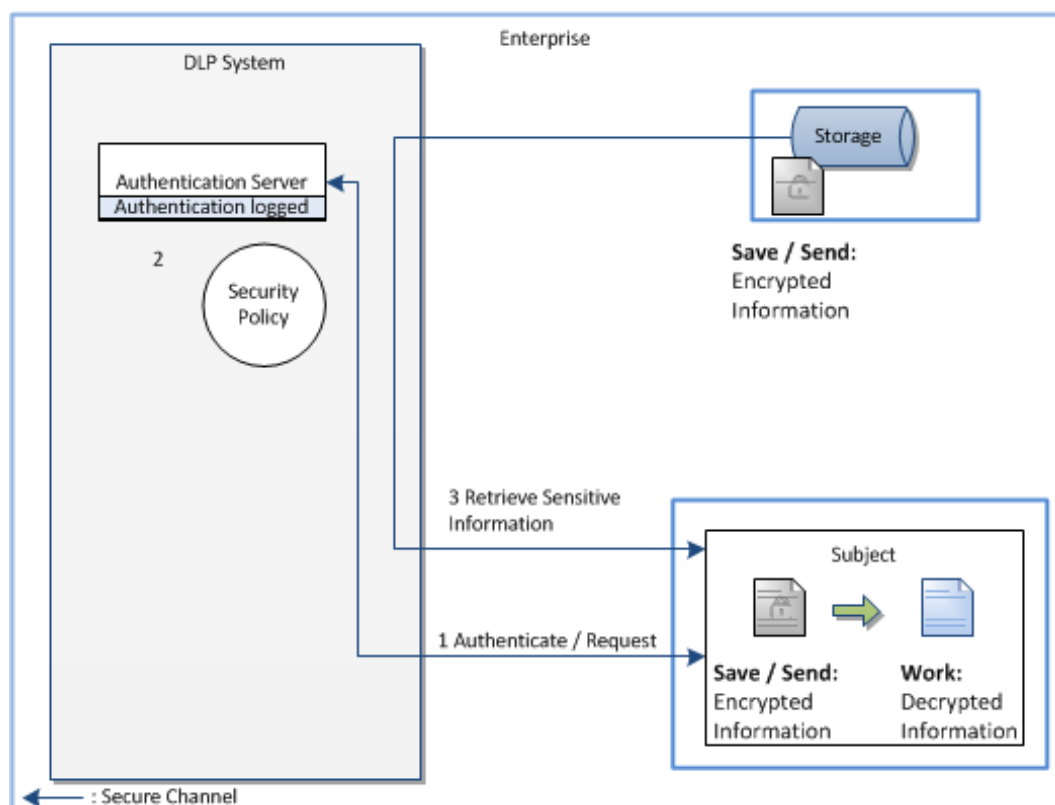 Enterprise
DLP System
Storage
Authentication Server
Authentication logged
2
Security
Policy
Save / Send:
Encrypted
Information
3 Retrieve Sensitive
Information
Subject
1 Authenticate / Request
Save / Send:
Encrypted
Information
Work:
Decrypted
Information
: Secure Channel